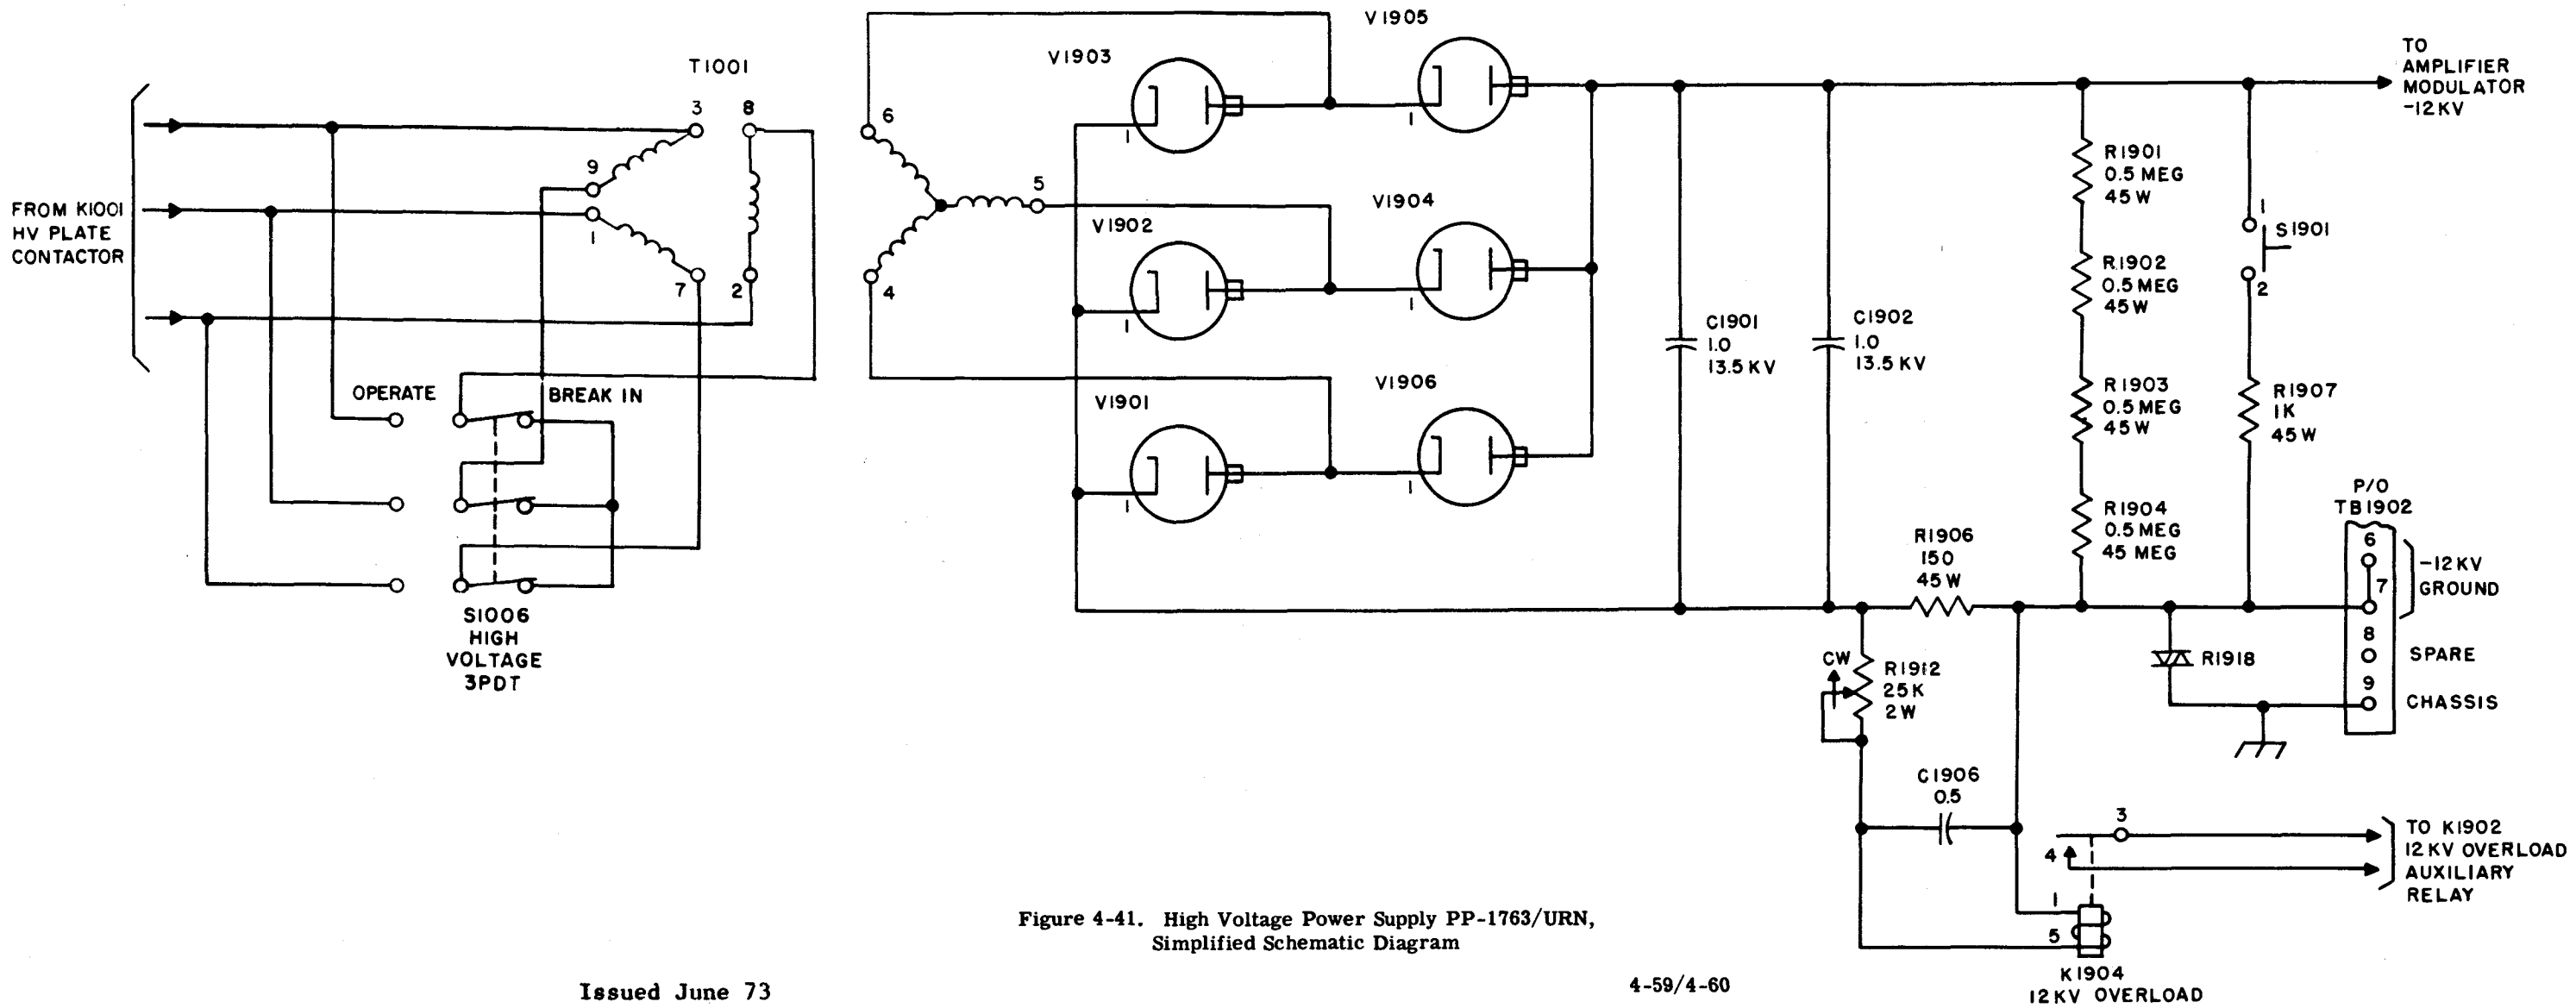 T1001
3
8
9
1
7
2
FROM K1001
HV PLATE
CONTACTOR
OPERATE
BREAK IN
S1006
HIGH
VOLTAGE
3PDT
6
5
4
V1903
1
V1905
1
V1902
1
V1904
1
V1901
1
V1906
1
C1901
1.0
13.5 KV
C1902
1.0
13.5 KV
TO
AMPLIFIER
MODULATOR
-12KV
R1901
0.5 MEG
45 W
R1902
0.5 MEG
45 W
R1903
0.5 MEG
45 W
R1904
0.5 MEG
45 MEG
1
S1901
2
R1907
1K
45 W
R1906
150
45 W
P/O
TB1902
6
7
-12KV
GROUND
8
SPARE
9
CHASSIS
R1918
CW
R1912
25K
2 W
C1906
0.5
3
4
1
5
K1904
12KV OVERLOAD
TO K1902
12 KV OVERLOAD
AUXILIARY
RELAY
Figure 4-41. High Voltage Power Supply PP-1763/URN,
Simplified Schematic Diagram
Issued June 73
4-59/4-60